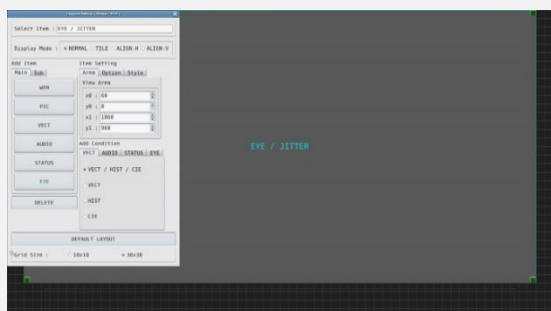 Select Item : EYE / JITTER
Display Mode : NORMAL TILE ALIGN-H ALIGN-V
Add Item
Main Sub
WFM
PIC
VECT
AUDIO
STATUS
EYE
DELETE
Item Setting
Area Option Style
View Area
x0 : 60
y0 : 0
x1 : 1860
y1 : 960
Add Condition
VECT AUDIO STATUS EYE
VECT / HIST / CIE
VECT
HIST
CIE
DEFAULT LAYOUT
Grid Size : 10x10 30x30
EYE / JITTER